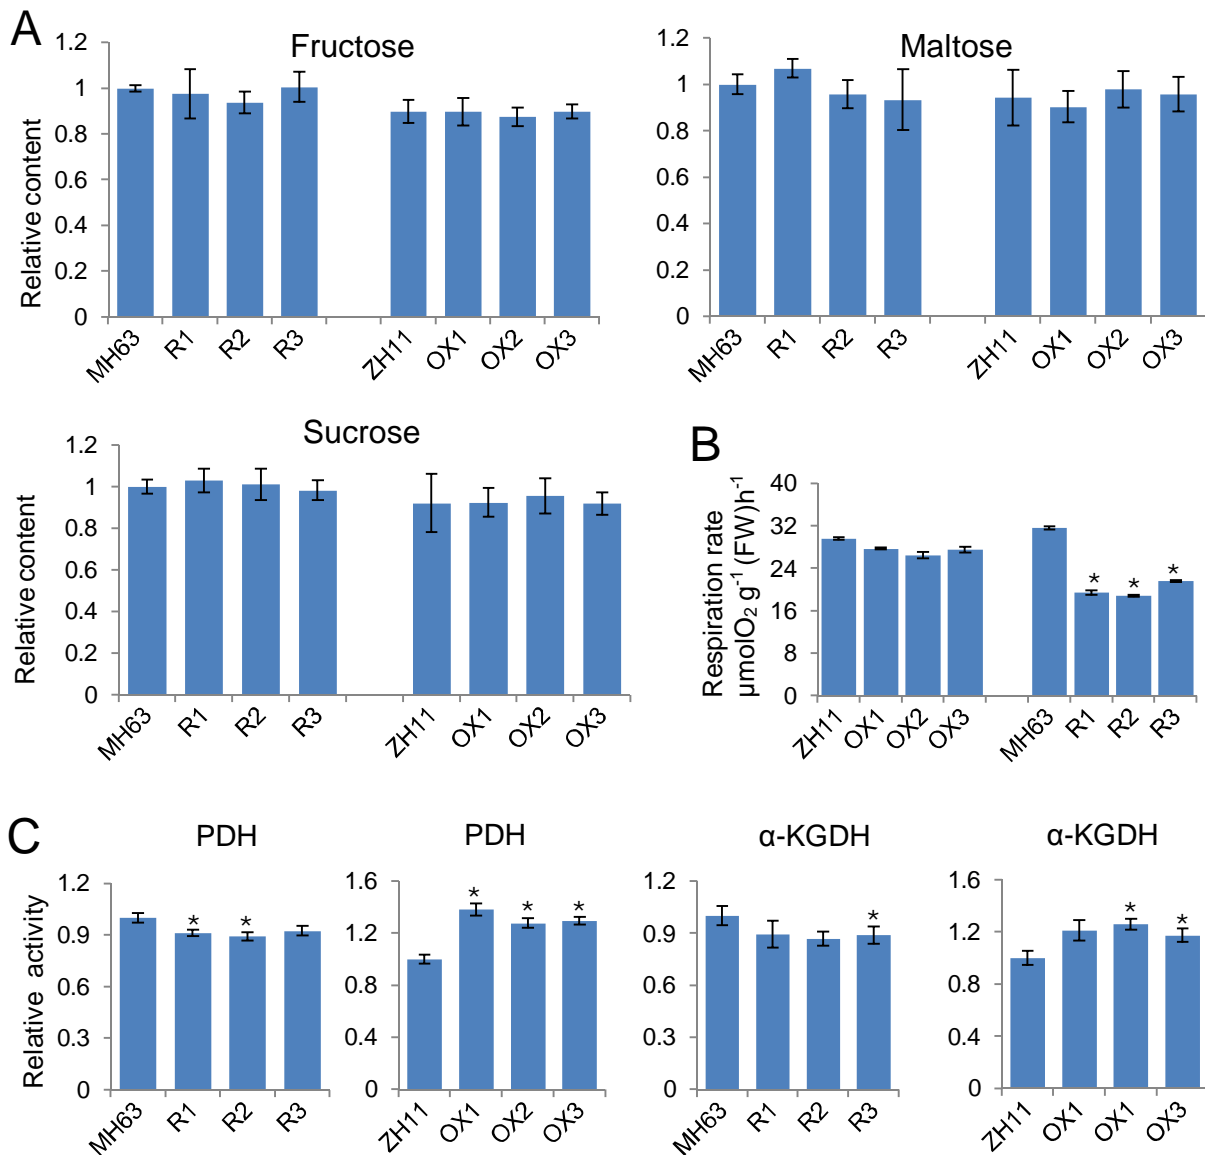 A
Fructose
Relative content
1.2
1
0.8
0.6
0.4
0.2
0
MH63 R1 R2 R3 ZH11 OX1 OX2 OX3
Maltose
1.2
1
0.8
0.6
0.4
0.2
0
MH63 R1 R2 R3 ZH11 OX1 OX2 OX3
Sucrose
Relative content
1.2
1
0.8
0.6
0.4
0.2
0
MH63 R1 R2 R3 ZH11 OX1 OX2 OX3
B
Respiration rate
µmolO₂ g⁻¹ (FW)h⁻¹
40
32
24
16
8
0
* * *
ZH11 OX1 OX2 OX3 MH63 R1 R2 R3
C
PDH
Relative activity
1.2
0.9
0.6
0.3
0
* *
MH63 R1 R2 R3
PDH
1.6
1.2
0.8
0.4
0
* * *
ZH11 OX1 OX2 OX3
α-KGDH
1.2
0.9
0.6
0.3
0
*
MH63 R1 R2 R3
α-KGDH
1.6
1.2
0.8
0.4
0
* *
ZH11 OX1 OX1 OX3